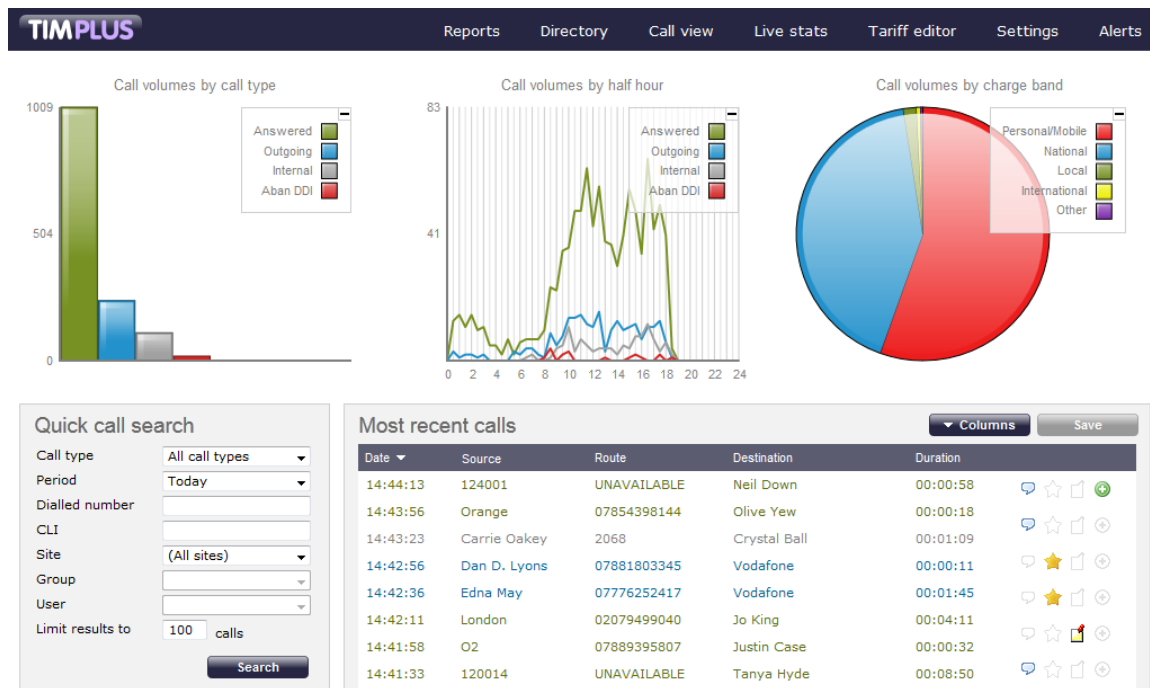 TIMPLUS
Reports Directory Call view Live stats Tariff editor Settings Alerts
Call volumes by call type
1009
504
0
Answered
Outgoing
Internal
Aban DDI
Call volumes by half hour
83
41
Answered
Outgoing
Internal
Aban DDI
0 2 4 6 8 10 12 14 16 18 20 22 24
Call volumes by charge band
Personal/Mobile
National
Local
International
Other
Quick call search
Call type All call types
Period Today
Dialled number
CLI
Site (All sites)
Group
User
Limit results to 100 calls
Search
Most recent calls
Columns Save
Date Source Route Destination Duration
14:44:13 124001 UNAVAILABLE Neil Down 00:00:58
14:43:56 Orange 07854398144 Olive Yew 00:00:18
14:43:23 Carrie Oakey 2068 Crystal Ball 00:01:09
14:42:56 Dan D. Lyons 07881803345 Vodafone 00:00:11
14:42:36 Edna May 07776252417 Vodafone 00:01:45
14:42:11 London 02079499040 Jo King 00:04:11
14:41:58 O2 07889395807 Justin Case 00:00:32
14:41:33 120014 UNAVAILABLE Tanya Hyde 00:08:50